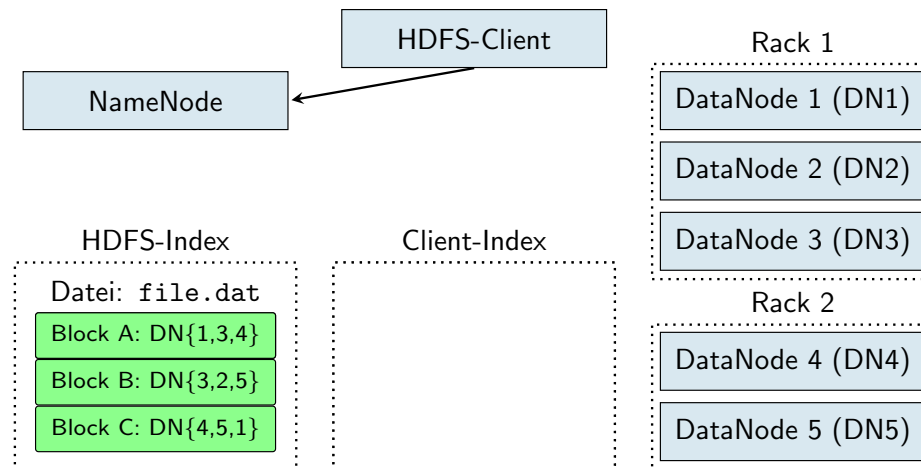 HDFS-Client
NameNode
Rack 1
DataNode 1 (DN1)
DataNode 2 (DN2)
DataNode 3 (DN3)
HDFS-Index
Datei: file.dat
Block A: DN{1,3,4}
Block B: DN{3,2,5}
Block C: DN{4,5,1}
Client-Index
Rack 2
DataNode 4 (DN4)
DataNode 5 (DN5)